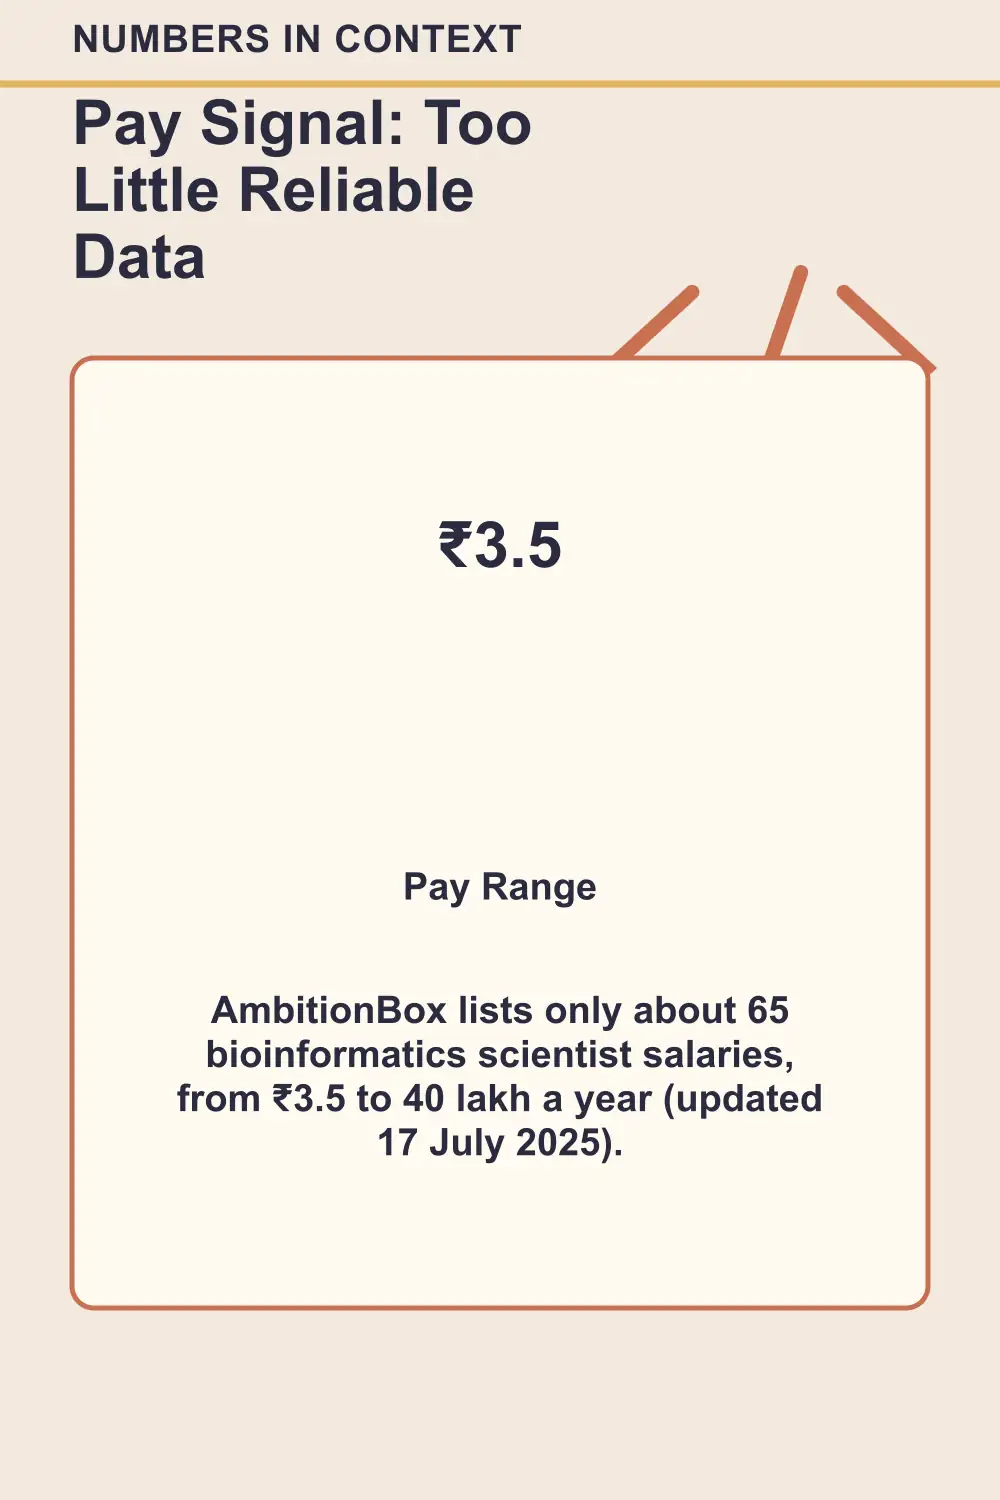 NUMBERS IN CONTEXT
Pay Signal: Too
Little Reliable
Data
₹3.5
Pay Range
AmbitionBox lists only about 65
bioinformatics scientist salaries,
from ₹3.5 to 40 lakh a year (updated
17 July 2025).